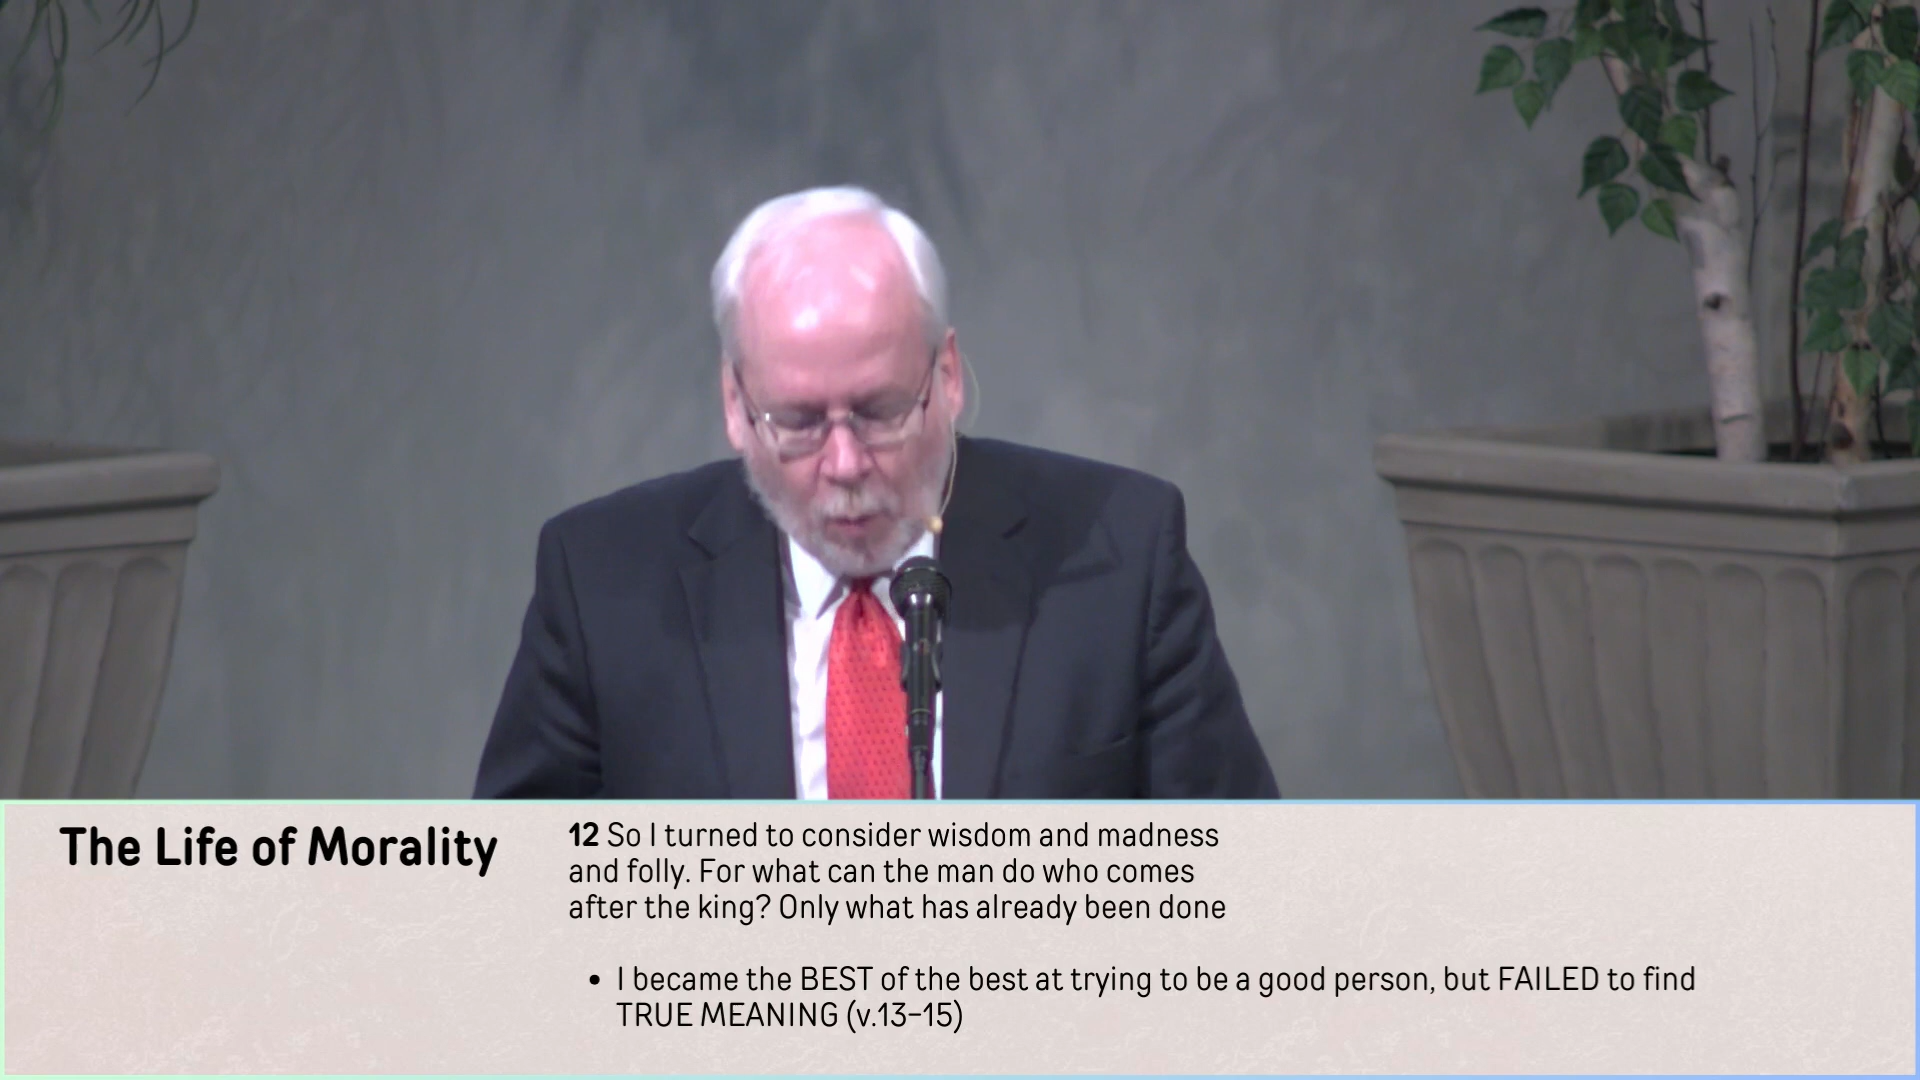 The Life of Morality
12 So I turned to consider wisdom and madness
and folly. For what can the man do who comes
after the king? Only what has already been done
• I became the BEST of the best at trying to be a good person, but FAILED to find
TRUE MEANING (v.13-15)